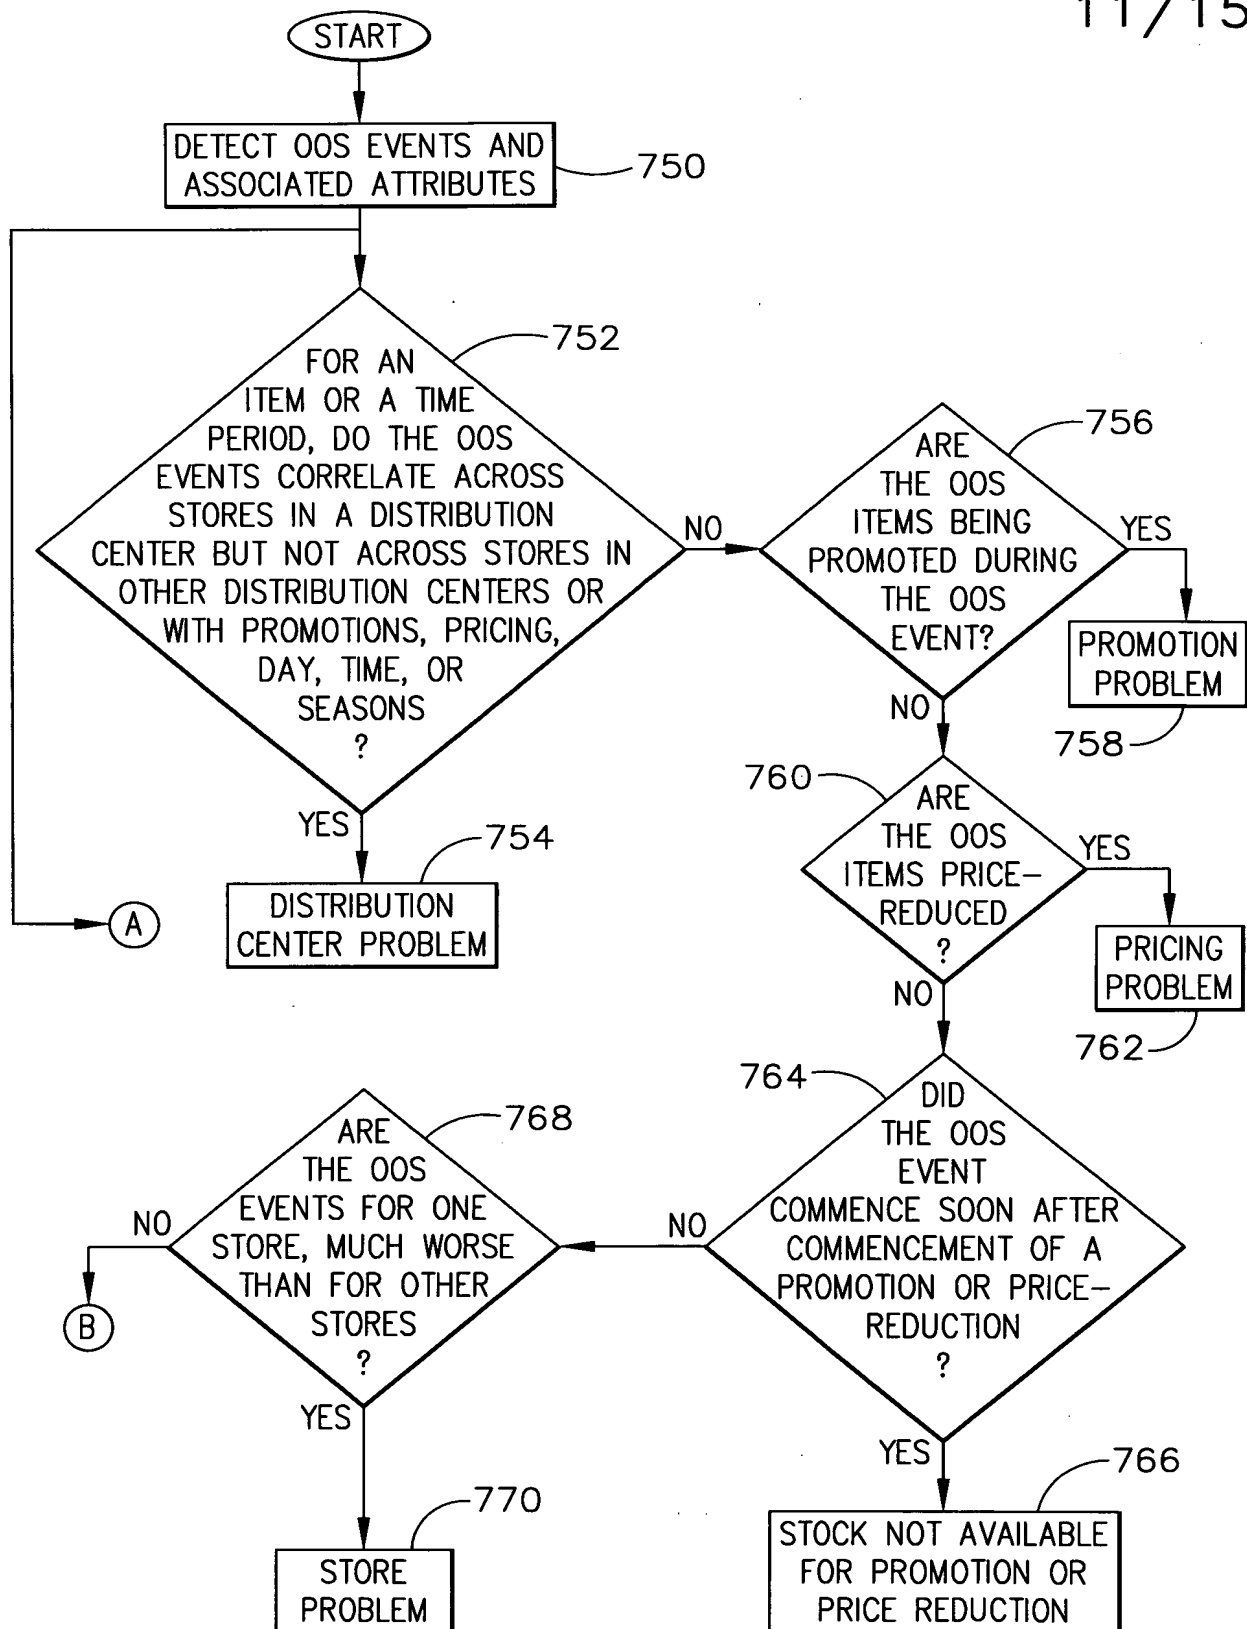 11/15
START
DETECT OOS EVENTS AND
ASSOCIATED ATTRIBUTES
750
752
FOR AN
ITEM OR A TIME
PERIOD, DO THE OOS
EVENTS CORRELATE ACROSS
STORES IN A DISTRIBUTION
CENTER BUT NOT ACROSS STORES IN
OTHER DISTRIBUTION CENTERS OR
WITH PROMOTIONS, PRICING,
DAY, TIME, OR
SEASONS
?
NO
YES
754
DISTRIBUTION
CENTER PROBLEM
A
756
ARE
THE OOS
ITEMS BEING
PROMOTED DURING
THE OOS
EVENT?
YES
PROMOTION
PROBLEM
758
NO
760
ARE
THE OOS
ITEMS PRICE-
REDUCED
?
YES
PRICING
PROBLEM
762
NO
764
DID
THE OOS
EVENT
COMMENCE SOON AFTER
COMMENCEMENT OF A
PROMOTION OR PRICE-
REDUCTION
?
NO
YES
766
STOCK NOT AVAILABLE
FOR PROMOTION OR
PRICE REDUCTION
768
ARE
THE OOS
EVENTS FOR ONE
STORE, MUCH WORSE
THAN FOR OTHER
STORES
?
NO
B
YES
770
STORE
PROBLEM